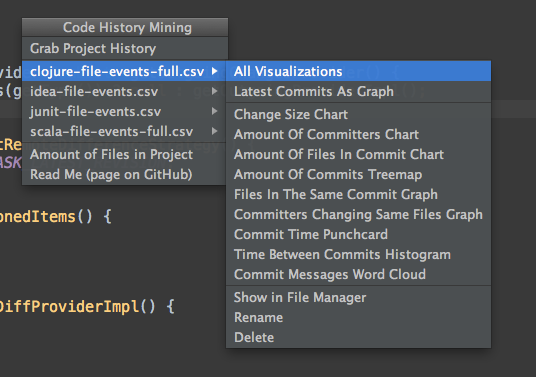 Code History Mining
Grab Project History
clojure-file-events-full.csv
idea-file-events.csv
junit-file-events.csv
scala-file-events-full.csv
Amount of Files in Project
Read Me (page on GitHub)
All Visualizations
Latest Commits As Graph
Change Size Chart
Amount Of Committers Chart
Amount Of Files In Commit Chart
Amount Of Commits Treemap
Files In The Same Commit Graph
Committers Changing Same Files Graph
Commit Time Punchcard
Time Between Commits Histogram
Commit Messages Word Cloud
Show in File Manager
Rename
Delete
onedItems() {
DiffProviderImpl() {